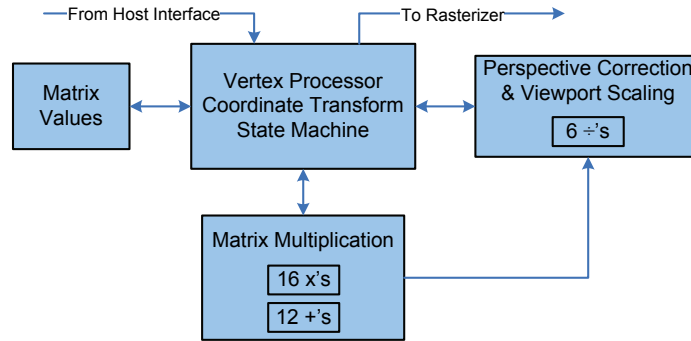 From Host Interface
To Rasterizer
Matrix
Values
Vertex Processor
Coordinate Transform
State Machine
Perspective Correction
& Viewport Scaling
6 ÷'s
Matrix Multiplication
16 x's
12 +'s